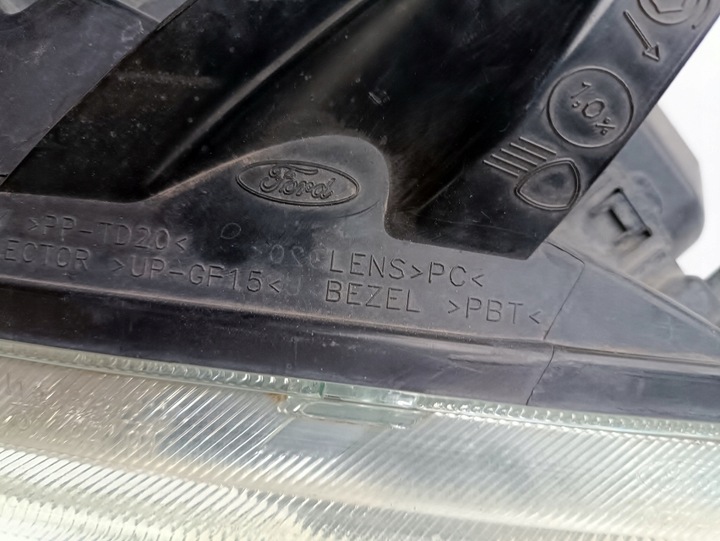 1.0%
Ford
>PP-TD20<
ECTOR >UP-GF15<
LENS>PC<
BEZEL >PBT<